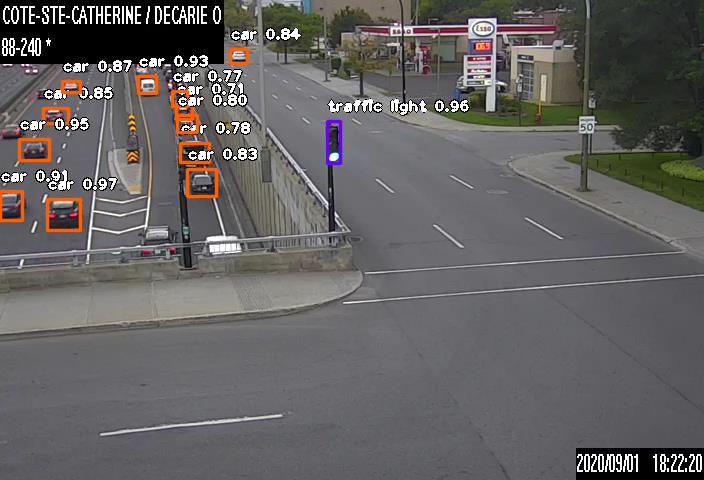 COTE-STE-CATHERINE / DECARIE O
88-240 *
car 0.84
car 0.93
car 0.87
car 0.77
0.71
car 0.85
car 0.80
car 0.95
0.78
car 0.83
car 0.91
car 0.97
traffic light 0.96
Esso
106.9
50
2020/09/01 18:22:20